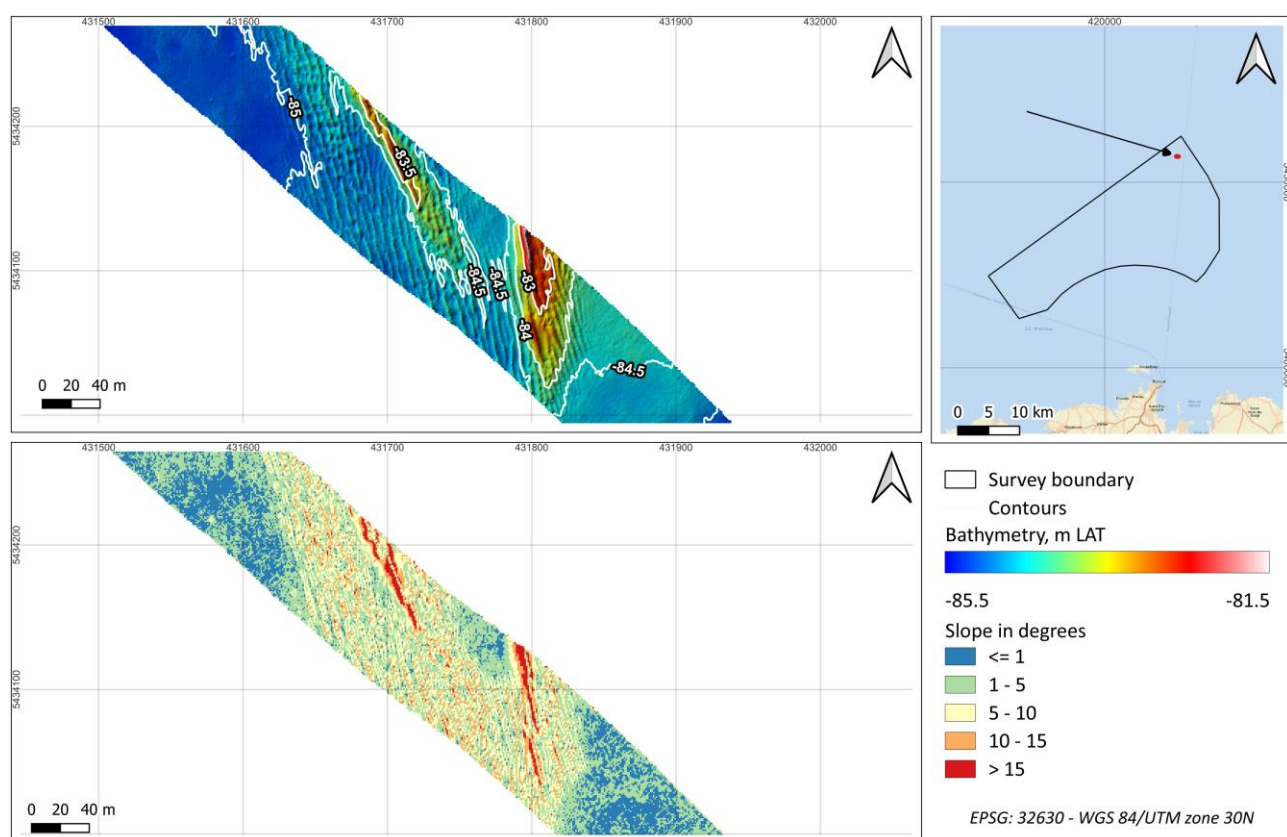 431500 431600 431700 431800 431900 432000
5434200
5434100
-85
-83.5
-84.5
-84.5
-83
-84
-84.5
0 20 40 m
420000
0 5 10 km
431500 431600 431700 431800 431900 432000
5434200
5434100
0 20 40 m
Survey boundary
Contours
Bathymetry, m LAT
-85.5 -81.5
Slope in degrees
<= 1
1 - 5
5 - 10
10 - 15
> 15
EPSG: 32630 - WGS 84/UTM zone 30N